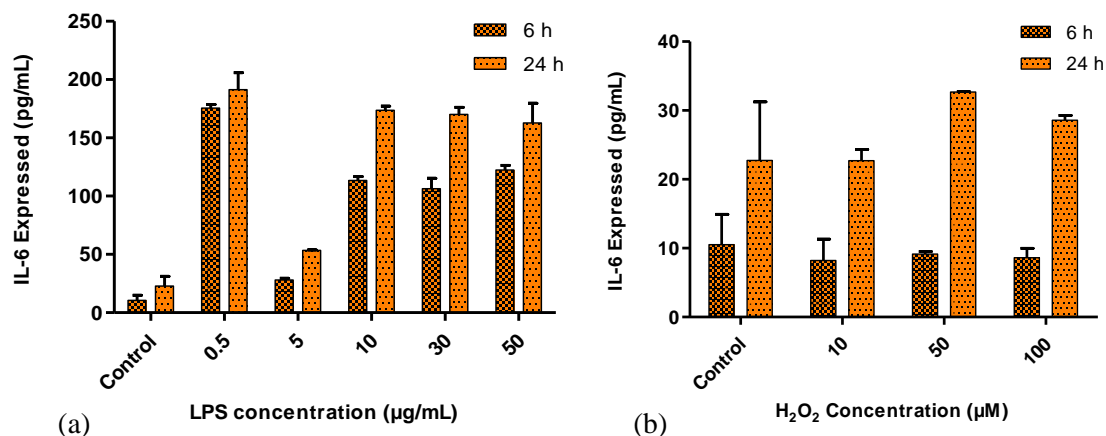 6 h
24 h
IL-6 Expressed (pg/mL)
250
200
150
100
50
0
Control
0.5
5
10
30
50
LPS concentration (µg/mL)
(a)
6 h
24 h
IL-6 Expressed (pg/mL)
40
30
20
10
0
Control
10
50
100
H₂O₂ Concentration (µM)
(b)